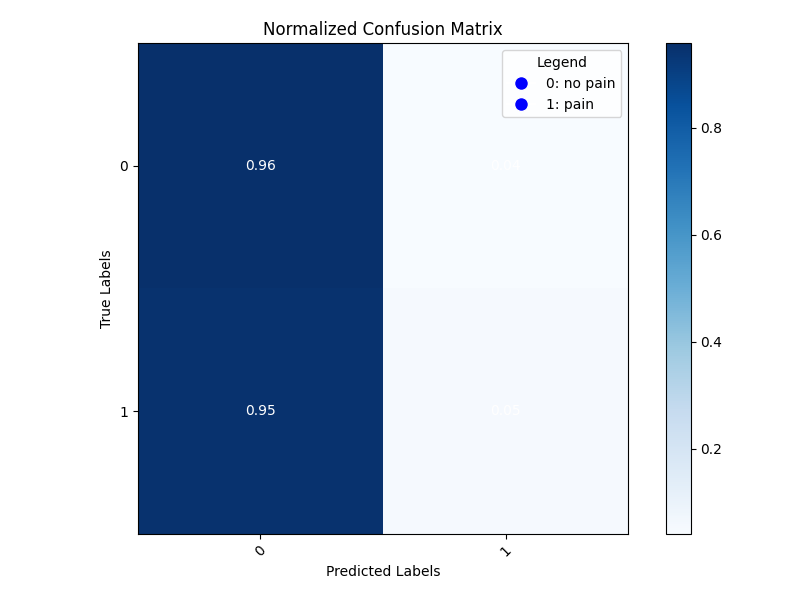 Normalized Confusion Matrix
Legend
0: no pain
1: pain
0
0.96
0.04
1
0.95
0.05
True Labels
0
1
Predicted Labels
0.8
0.6
0.4
0.2